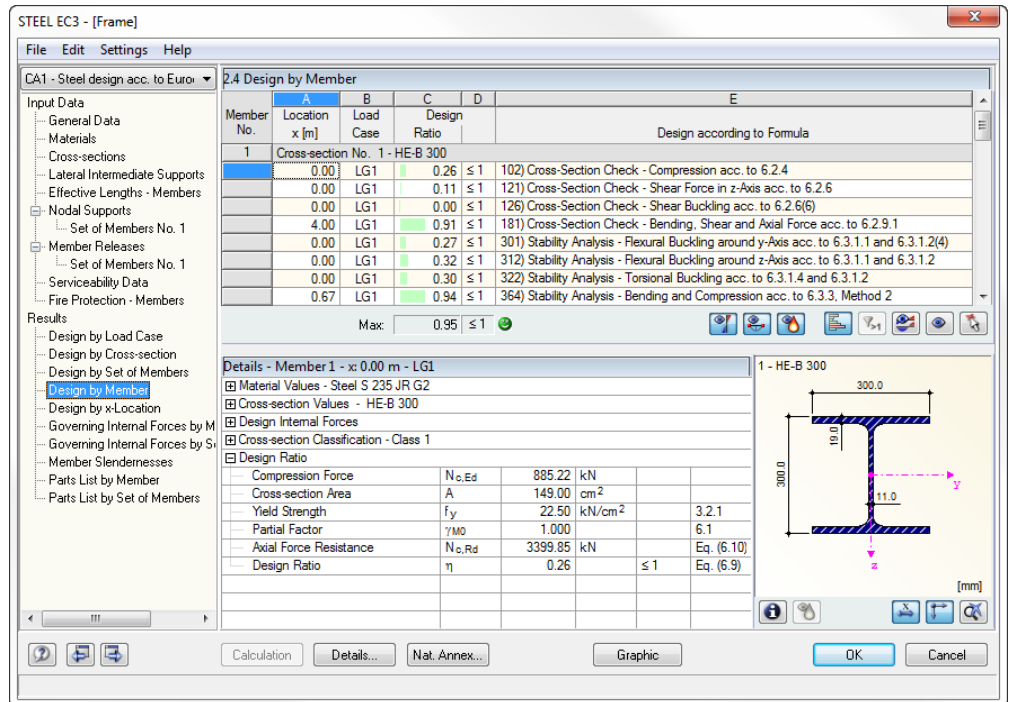 STEEL EC3 - [Frame]
File Edit Settings Help
CA1 - Steel design acc. to Euro
Input Data
General Data
Materials
Cross-sections
Lateral Intermediate Supports
Effective Lengths - Members
Nodal Supports
Set of Members No. 1
Member Releases
Set of Members No. 1
Serviceability Data
Fire Protection - Members
Results
Design by Load Case
Design by Cross-section
Design by Set of Members
Design by Member
Design by x-Location
Governing Internal Forces by M
Governing Internal Forces by S
Member Slendernesses
Parts List by Member
Parts List by Set of Members
2.4 Design by Member
A B C D E
Member Location Load Design
No. x [m] Case Ratio Design according to Formula
1 Cross-section No. 1 - HE-B 300
0.00 LG1 0.26 ≤ 1 102) Cross-Section Check - Compression acc. to 6.2.4
0.00 LG1 0.11 ≤ 1 121) Cross-Section Check - Shear Force in z-Axis acc. to 6.2.6
0.00 LG1 0.00 ≤ 1 126) Cross-Section Check - Shear Buckling acc. to 6.2.6(6)
4.00 LG1 0.91 ≤ 1 181) Cross-Section Check - Bending, Shear and Axial Force acc. to 6.2.9.1
0.00 LG1 0.27 ≤ 1 301) Stability Analysis - Flexural Buckling around y-Axis acc. to 6.3.1.1 and 6.3.1.2(4)
0.00 LG1 0.32 ≤ 1 312) Stability Analysis - Flexural Buckling around z-Axis acc. to 6.3.1.1 and 6.3.1.2
0.00 LG1 0.30 ≤ 1 322) Stability Analysis - Torsional Buckling acc. to 6.3.1.4 and 6.3.1.2
0.67 LG1 0.94 ≤ 1 364) Stability Analysis - Bending and Compression acc. to 6.3.3, Method 2
Max: 0.95 ≤ 1
Details - Member 1 - x: 0.00 m - LG1
Material Values - Steel S 235 JR G2
Cross-section Values - HE-B 300
Design Internal Forces
Cross-section Classification - Class 1
Design Ratio
Compression Force Nc,Ed 885.22 kN
Cross-section Area A 149.00 cm2
Yield Strength fy 22.50 kN/cm2 3.2.1
Partial Factor γM0 1.000 6.1
Axial Force Resistance Nc,Rd 3399.85 kN Eq. (6.10)
Design Ratio η 0.26 ≤ 1 Eq. (6.9)
1 - HE-B 300
300.0
19.0
300.0
11.0
y
z
[mm]
Calculation Details... Nat. Annex... Graphic OK Cancel